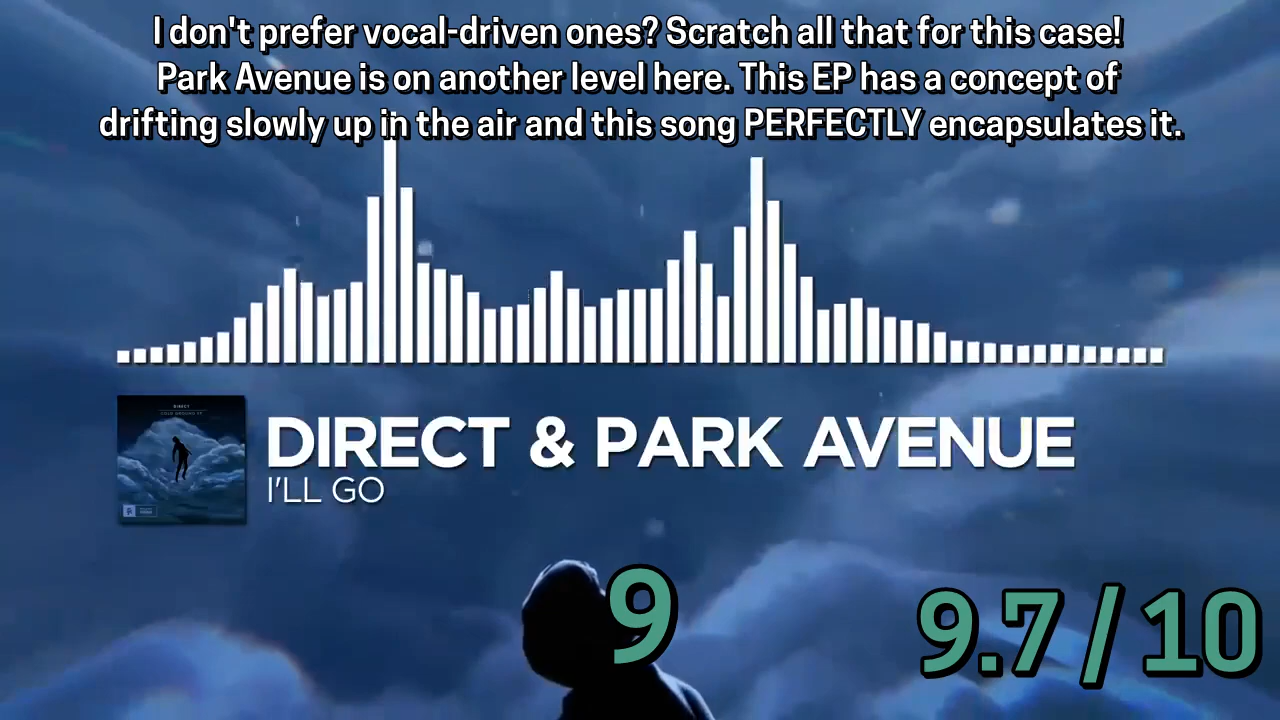 I don't prefer vocal-driven ones? Scratch all that for this case!
Park Avenue is on another level here. This EP has a concept of
drifting slowly up in the air and this song PERFECTLY encapsulates it.
DIRECT
DIRECT & PARK AVENUE
I'LL GO
9
9.7 / 10